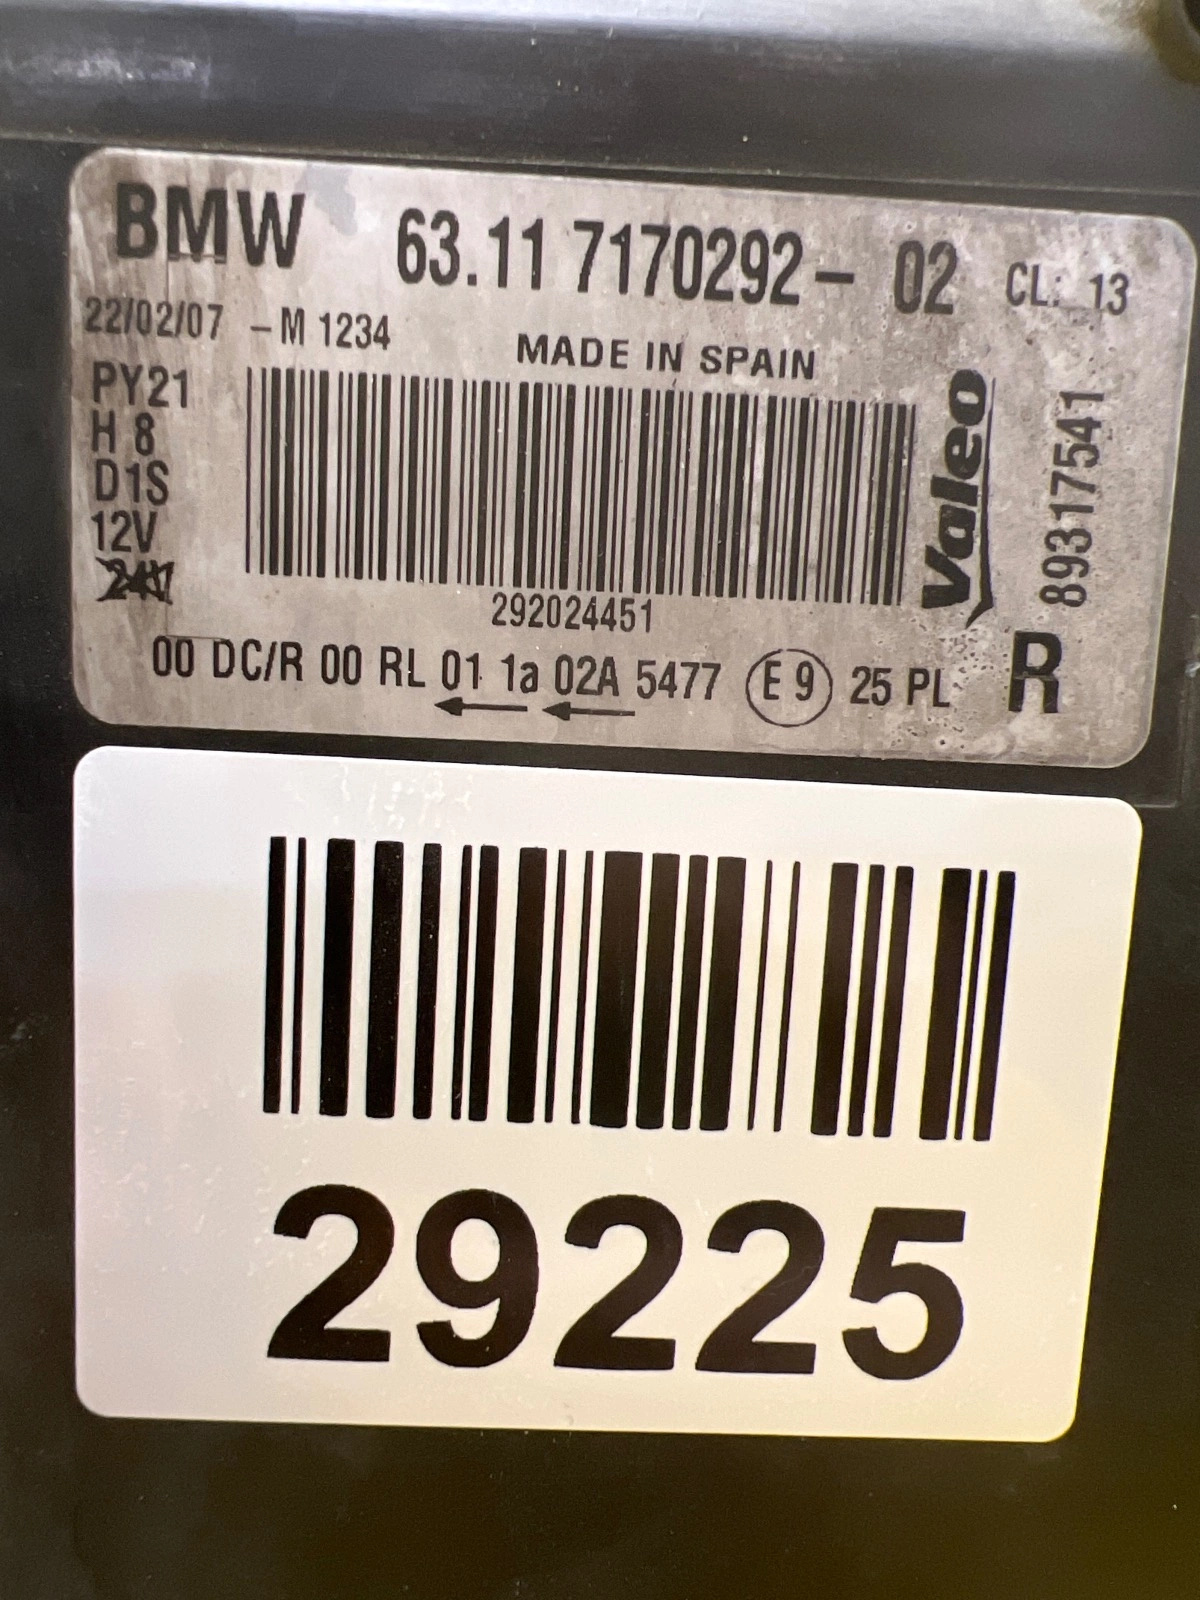 BMW 63.11 7170292- 02 CL: 13
22/02/07 -M 1234
MADE IN SPAIN
PY21
H 8
D1S
12V
24V
292024451
Valeo
89317541
00 DC/R 00 RL 01 1a 02A 5477 E 9 25 PL R
29225